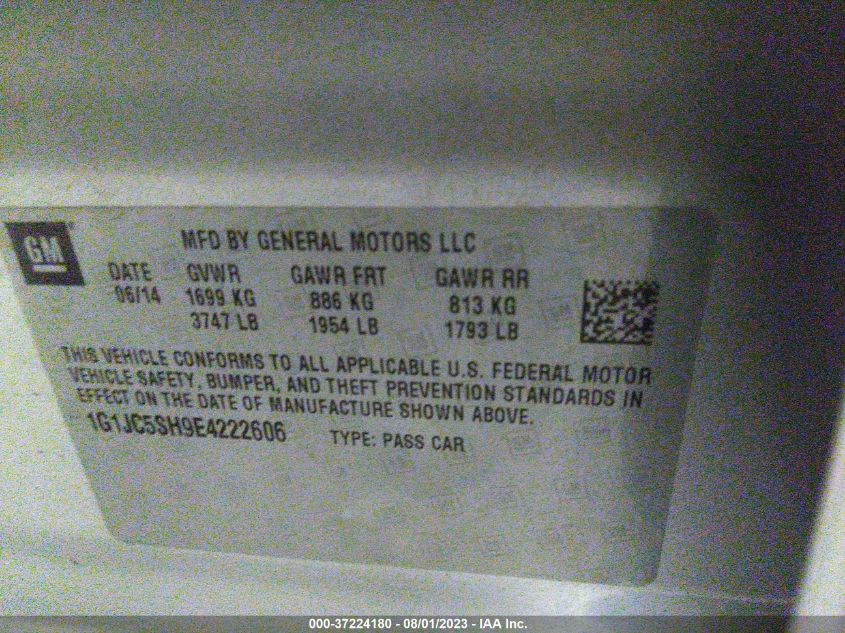 GM
MFD BY GENERAL MOTORS LLC
DATE GVWR GAWR FRT GAWR RR
06/14 1699 KG 886 KG 813 KG
3747 LB 1954 LB 1793 LB
THIS VEHICLE CONFORMS TO ALL APPLICABLE U.S. FEDERAL MOTOR
VEHICLE SAFETY, BUMPER, AND THEFT PREVENTION STANDARDS IN
EFFECT ON THE DATE OF MANUFACTURE SHOWN ABOVE.
1G1JC5SH9E4222606 TYPE: PASS CAR
000-37224180 - 08/01/2023 - IAA Inc.